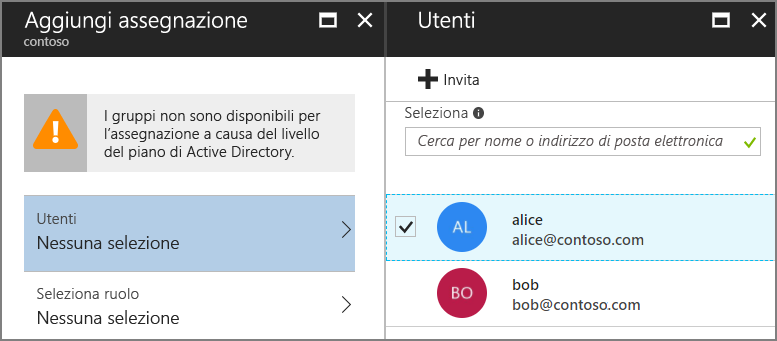 Aggiungi assegnazione
contoso
I gruppi non sono disponibili per
l'assegnazione a causa del livello
del piano di Active Directory.
Utenti
Nessuna selezione
Seleziona ruolo
Nessuna selezione
Utenti
Invita
Seleziona
Cerca per nome o indirizzo di posta elettronica
AL
alice
alice@contoso.com
BO
bob
bob@contoso.com